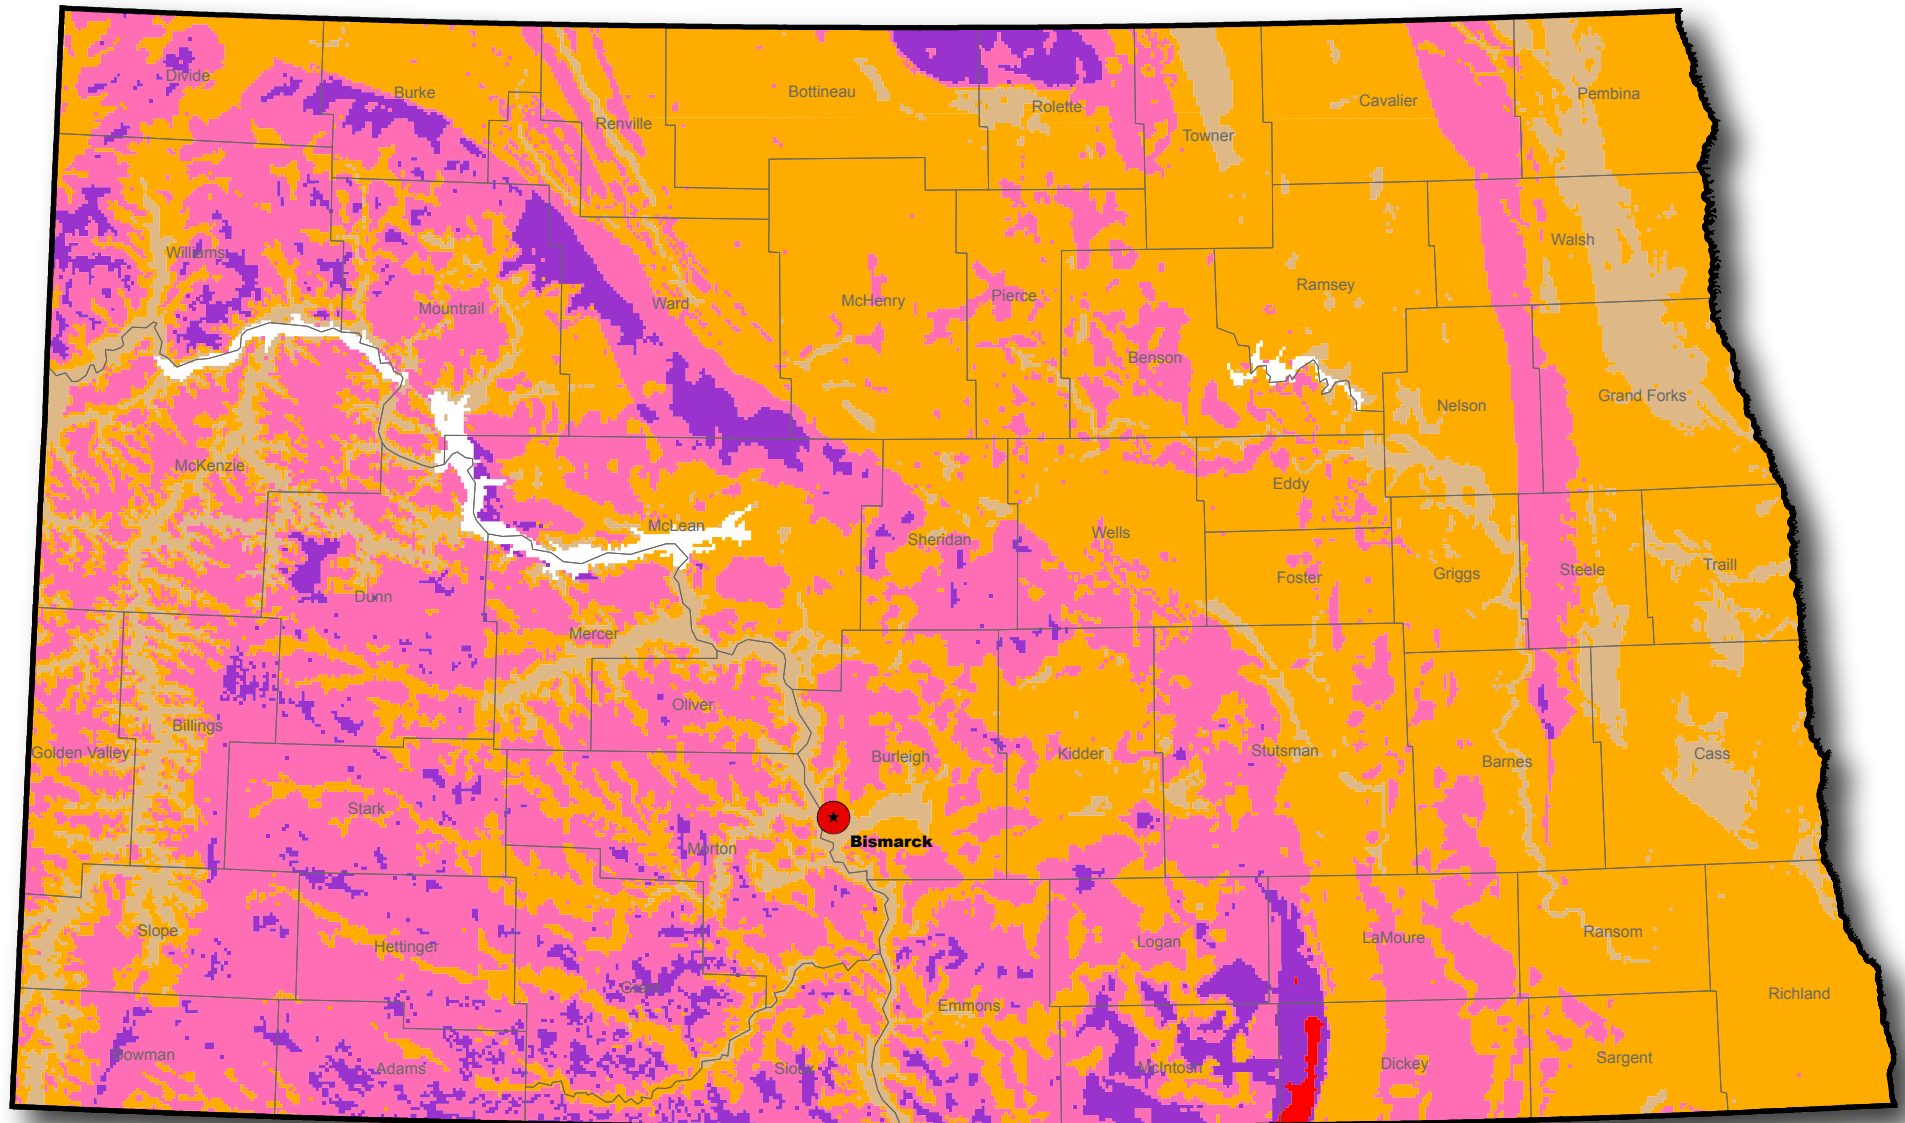 Divide
Burke
Renville
Bottineau
Rolette
Towner
Cavalier
Pembina
Williams
Mountrail
Ward
McHenry
Pierce
Benson
Ramsey
Walsh
Nelson
Grand Forks
McKenzie
Dunn
McLean
Sheridan
Wells
Eddy
Foster
Griggs
Steele
Traill
Mercer
Oliver
Golden Valley
Billings
Stark
Burleigh
Kidder
Stutsman
Barnes
Cass
Morton
Bismarck
Slope
Hettinger
Grant
Emmons
Logan
LaMoure
Ransom
Richland
Bowman
Adams
Sioux
McIntosh
Dickey
Sargent